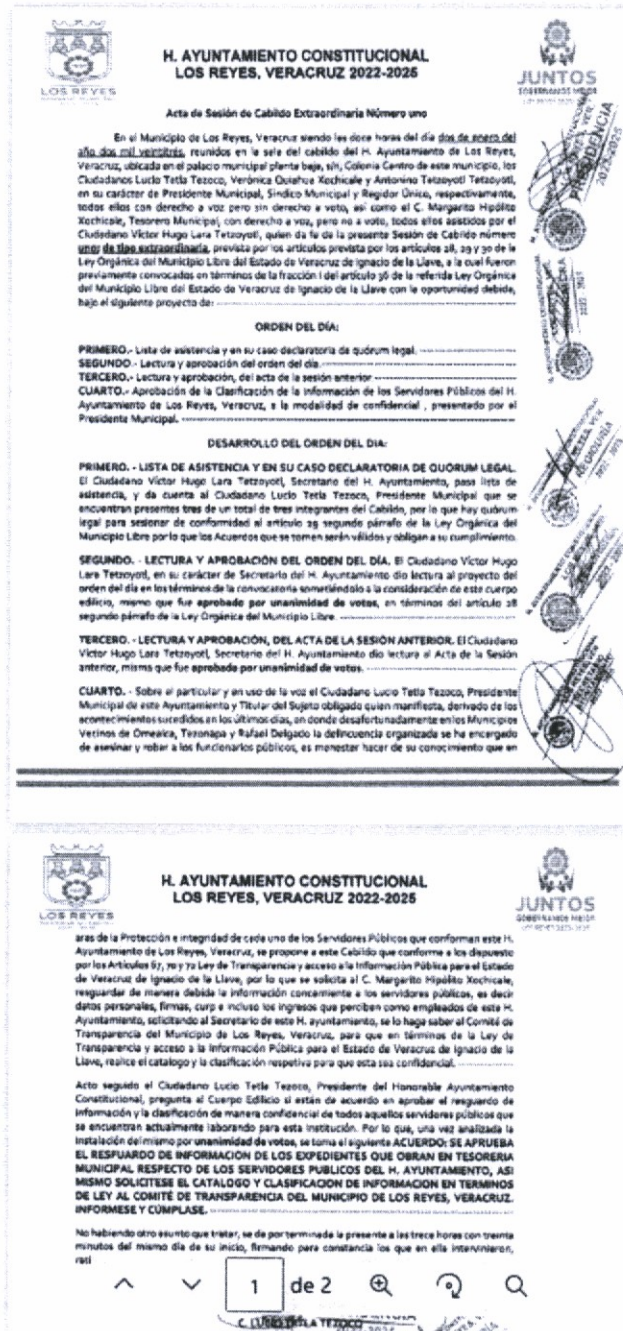 H. AYUNTAMIENTO CONSTITUCIONAL
LOS REYES, VERACRUZ 2022-2025
LOS REYES
JUNTOS
GOBERNAMOS MEJOR
Acta de Sesión de Cabildo Extraordinaria Número uno
En el Municipio de Los Reyes, Veracruz siendo las doce horas del día dos de enero del
año dos mil veintitrés, reunidos en la sala del cabildo del H. Ayuntamiento de Los Reyes,
Veracruz, ubicada en el palacio municipal planta baja, s/n, Colonia Centro de este municipio, los
Ciudadanos Lucio Tetla Tezoco, Verónica Quiahua Xochicale y Antonino Tetzoyotl Tetzoyotl,
en su carácter de Presidente Municipal, Síndico Municipal y Regidor Único, respectivamente,
todos ellos con derecho a voz pero sin derecho a voto, así como el C. Margarito Hipólito
Xochicale, Tesorero Municipal, con derecho a voz, pero no a voto, todos ellos asistidos por el
Ciudadano Víctor Hugo Lara Tetzoyotl, quien da fe de la presente Sesión de Cabildo número
uno; de tipo extraordinaria, prevista por los artículos prevista por los artículos 28, 29 y 30 de la
Ley Orgánica del Municipio Libre del Estado de Veracruz de Ignacio de la Llave, a la cual fueron
previamente convocados en términos de la fracción I del artículo 36 de la referida Ley Orgánica
del Municipio Libre del Estado de Veracruz de Ignacio de la Llave con la oportunidad debida,
bajo el siguiente proyecto de:
ORDEN DEL DÍA:
PRIMERO.- Lista de asistencia y en su caso declaratoria de quórum legal.
SEGUNDO.- Lectura y aprobación del orden del día.
TERCERO.- Lectura y aprobación, del acta de la sesión anterior
CUARTO.- Aprobación de la Clasificación de la Información de los Servidores Públicos del H.
Ayuntamiento de Los Reyes, Veracruz, a la modalidad de confidencial , presentado por el
Presidente Municipal.
DESARROLLO DEL ORDEN DEL DIA:
PRIMERO. - LISTA DE ASISTENCIA Y EN SU CASO DECLARATORIA DE QUÓRUM LEGAL.
El Ciudadano Víctor Hugo Lara Tetzoyotl, Secretario del H. Ayuntamiento, pasa lista de
asistencia, y da cuenta al Ciudadano Lucio Tetla Tezoco, Presidente Municipal que se
encuentran presentes tres de un total de tres integrantes del Cabildo, por lo que hay quórum
legal para sesionar de conformidad al artículo 29 segundo párrafo de la Ley Orgánica del
Municipio Libre por lo que los Acuerdos que se tomen serán válidos y obligan a su cumplimiento.
SEGUNDO. - LECTURA Y APROBACIÓN DEL ORDEN DEL DÍA. El Ciudadano Víctor Hugo
Lara Tetzoyotl, en su carácter de Secretario del H. Ayuntamiento dio lectura al proyecto del
orden del día en los términos de la convocatoria sometiéndolo a la consideración de este cuerpo
edilicio, mismo que fue aprobado por unanimidad de votos, en términos del artículo 28
segundo párrafo de la Ley Orgánica del Municipio Libre.
TERCERO. - LECTURA Y APROBACIÓN, DEL ACTA DE LA SESIÓN ANTERIOR. El Ciudadano
Víctor Hugo Lara Tetzoyotl, Secretario del H. Ayuntamiento dio lectura al Acta de la Sesión
anterior, misma que fue aprobada por unanimidad de votos.
CUARTO. - Sobre el particular y en uso de la voz el Ciudadano Lucio Tetla Tezoco, Presidente
Municipal de este Ayuntamiento y Titular del Sujeto obligado quien manifiesta, derivado de los
acontecimientos sucedidos en los últimos días, en donde desafortunadamente en los Municipios
Vecinos de Omealca, Tezonapa y Rafael Delgado la delincuencia organizada se ha encargado
de asesinar y robar a los funcionarios públicos, es menester hacer de su conocimiento que en
H. AYUNTAMIENTO CONSTITUCIONAL
LOS REYES, VERACRUZ 2022-2025
LOS REYES
JUNTOS
GOBERNAMOS MEJOR
aras de la Protección e integridad de cada uno de los Servidores Públicos que conforman este H.
Ayuntamiento de Los Reyes, Veracruz, se propone a este Cabildo que conforme a los dispuesto
por los Artículos 67, 70 y 72 Ley de Transparencia y acceso a la Información Pública para el Estado
de Veracruz de Ignacio de la Llave, por lo que se solicita al C. Margarito Hipólito Xochicale,
resguardar de manera debida la información concerniente a los servidores públicos, es decir
datos personales, firmas, curp e incluso los ingresos que perciben como empleados de este H.
Ayuntamiento, solicitando al Secretario de este H. ayuntamiento, se lo haga saber al Comité de
Transparencia del Municipio de Los Reyes, Veracruz, para que en términos de la Ley de
Transparencia y acceso a la Información Pública para el Estado de Veracruz de Ignacio de la
Llave, realice el catalogo y la clasificación respetiva para que esta sea confidencial.
Acto seguido el Ciudadano Lucio Tetla Tezoco, Presidente del Honorable Ayuntamiento
Constitucional, pregunta al Cuerpo Edilicio si están de acuerdo en aprobar el resguardo de
información y la clasificación de manera confidencial de todos aquellos servidores públicos que
se encuentran actualmente laborando para esta Institución. Por lo que, una vez analizada la
instalación del mismo por unanimidad de votos, se toma el siguiente ACUERDO: SE APRUEBA
EL RESPUARDO DE INFORMACIÓN DE LOS EXPEDIENTES QUE OBRAN EN TESORERIA
MUNICIPAL RESPECTO DE LOS SERVIDORES PUBLICOS DEL H. AYUNTAMIENTO, ASI
MISMO SOLICITESE EL CATALOGO Y CLASIFICACIÓN DE INFORMACIÓN EN TERMINOS
DE LEY AL COMITÉ DE TRANSPARENCIA DEL MUNICIPIO DE LOS REYES, VERACRUZ.
INFORMESE Y CÚMPLASE.
No habiendo otro asunto que tratar, se da por terminada la presente a las trece horas con treinta
minutos del mismo día de su inicio, firmando para constancia los que en ella intervinieron,
rati
1 de 2
C. LUCIO TETLA TEZOCO